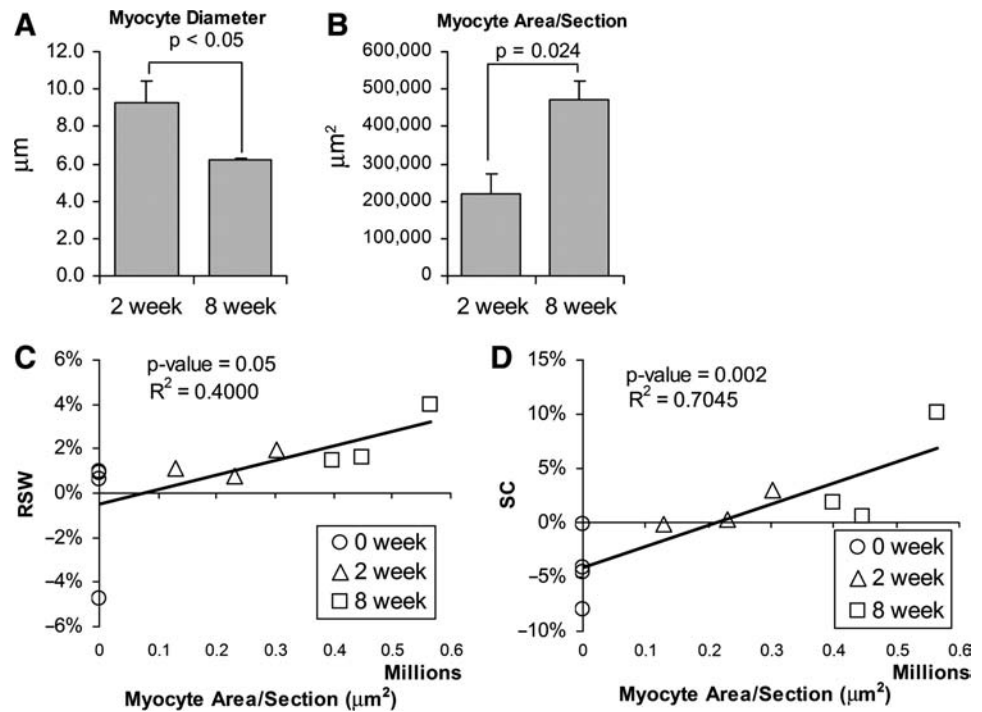 A
Myocyte Diameter
p < 0.05
12.0
10.0
8.0
6.0
4.0
2.0
0.0
μm
2 week
8 week
B
Myocyte Area/Section
p = 0.024
600,000
500,000
400,000
300,000
200,000
100,000
0
μm²
2 week
8 week
C
p-value = 0.05
R² = 0.4000
6%
4%
2%
0%
−2%
−4%
−6%
RSW
0 week
2 week
8 week
0 0.1 0.2 0.3 0.4 0.5 0.6
Millions
Myocyte Area/Section (μm²)
D
p-value = 0.002
R² = 0.7045
15%
10%
5%
0%
−5%
−10%
SC
0 week
2 week
8 week
0 0.1 0.2 0.3 0.4 0.5 0.6
Millions
Myocyte Area/Section (μm²)